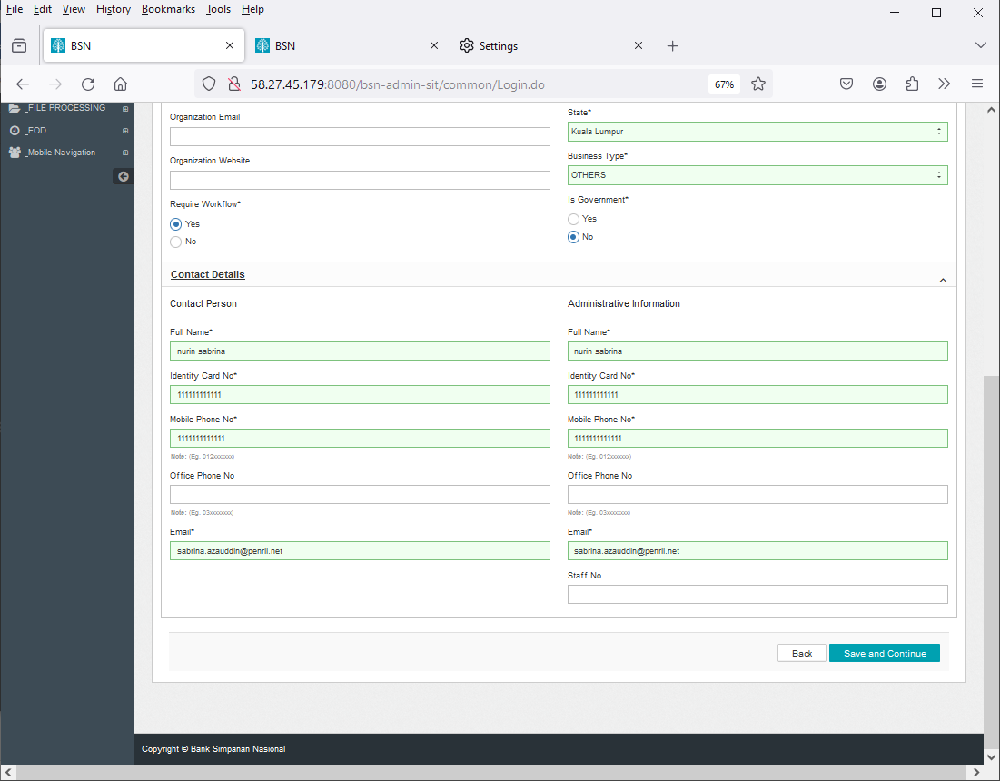 File Edit View History Bookmarks Tools Help
BSN
BSN
Settings
58.27.45.179:8080/bsn-admin-sit/common/Login.do
67%
_FILE PROCESSING
_EOD
_Mobile Navigation
Organization Email
Organization Website
Require Workflow*
Yes
No
State*
Kuala Lumpur
Business Type*
OTHERS
Is Government*
Yes
No
Contact Details
Contact Person
Full Name*
nurin sabrina
Identity Card No*
111111111111
Mobile Phone No*
1111111111111
Note: (Eg. 012xxxxxxx)
Office Phone No
Note: (Eg. 03xxxxxxxx)
Email*
sabrina.azauddin@penril.net
Administrative Information
Full Name*
nurin sabrina
Identity Card No*
111111111111
Mobile Phone No*
1111111111111
Note: (Eg. 012xxxxxxx)
Office Phone No
Note: (Eg. 03xxxxxxxx)
Email*
sabrina.azauddin@penril.net
Staff No
Back
Save and Continue
Copyright © Bank Simpanan Nasional